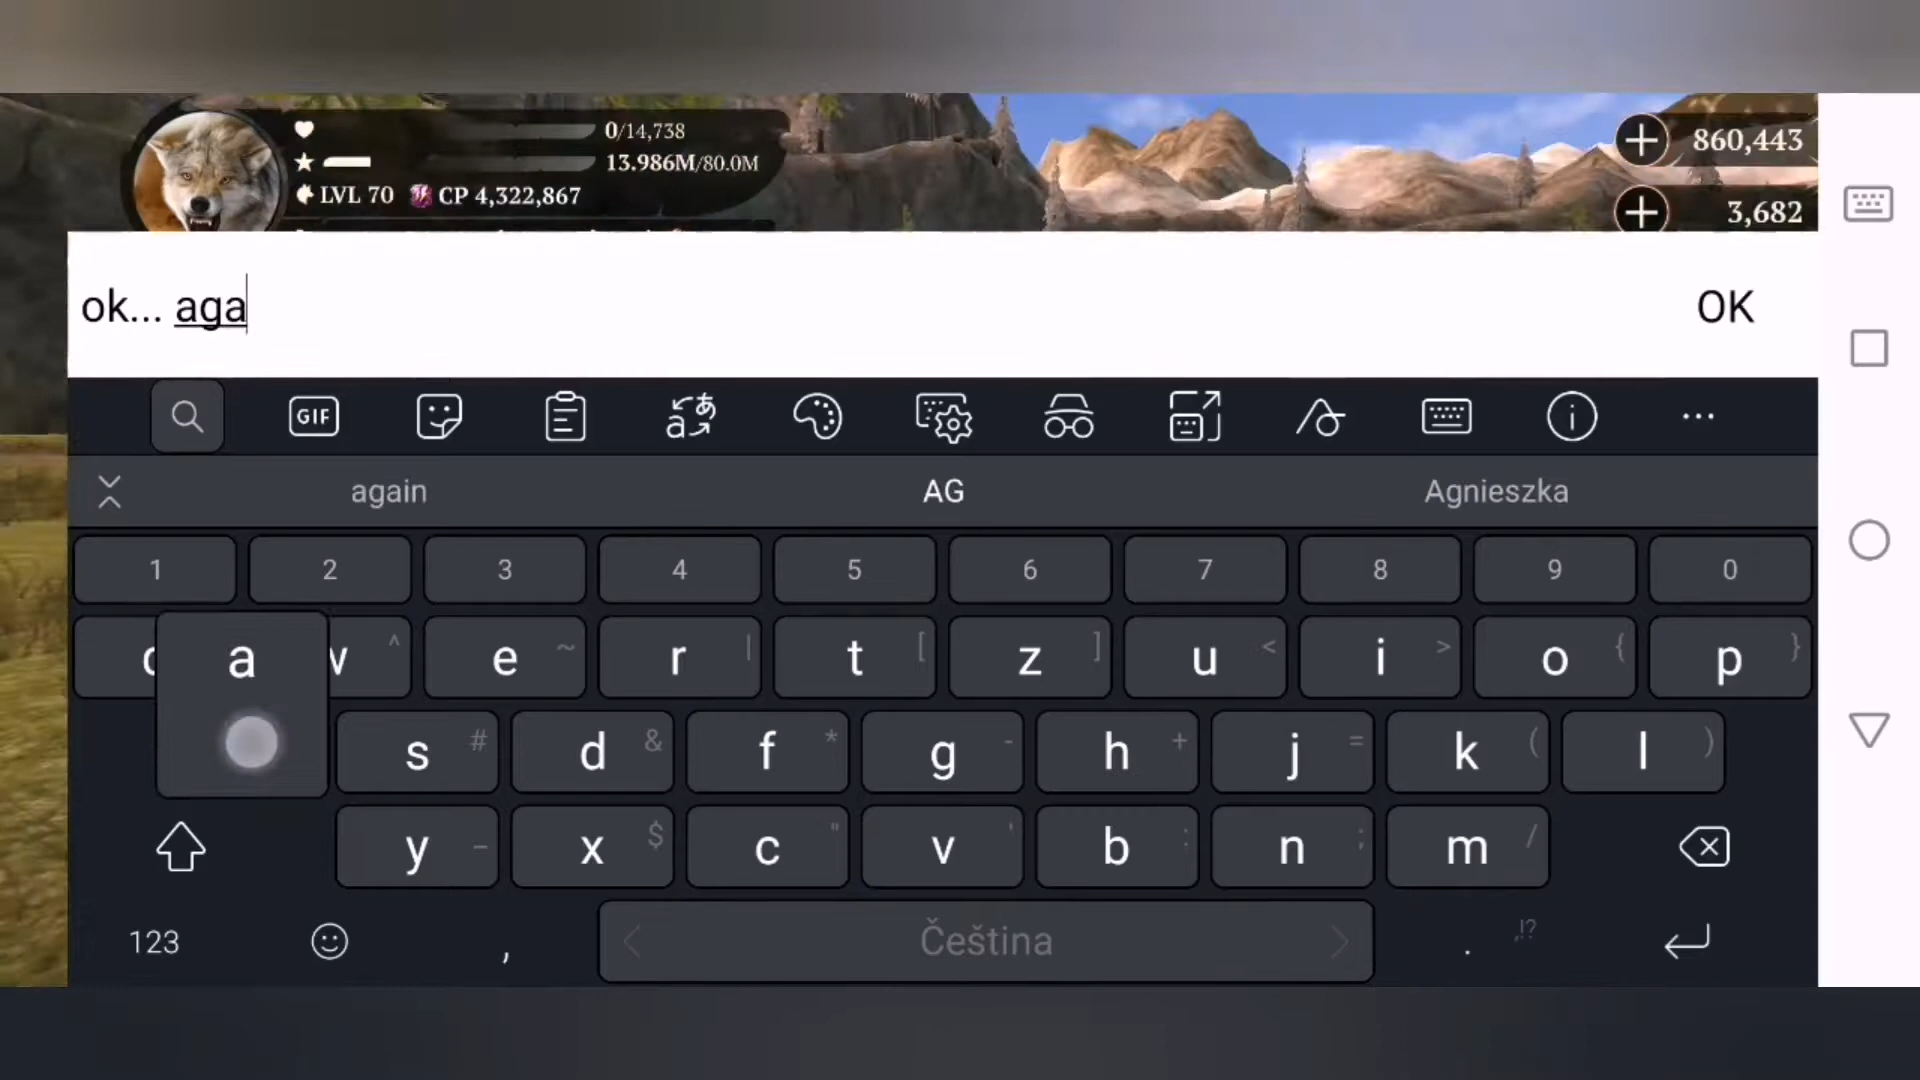 0/14,738
860,443
13.986M/80.0M
LVL 70 CP 4,322,867
3,682
ok... aga
OK
GIF
again AG Agnieszka
1 2 3 4 5 6 7 8 9 0
a w ^ e ~ r | t [ z ] u < i > o { p }
s # d & f * g - h + j = k ( l )
y _ x $ c " v ' b : n ; m /
123 , < Čeština > . ,!?